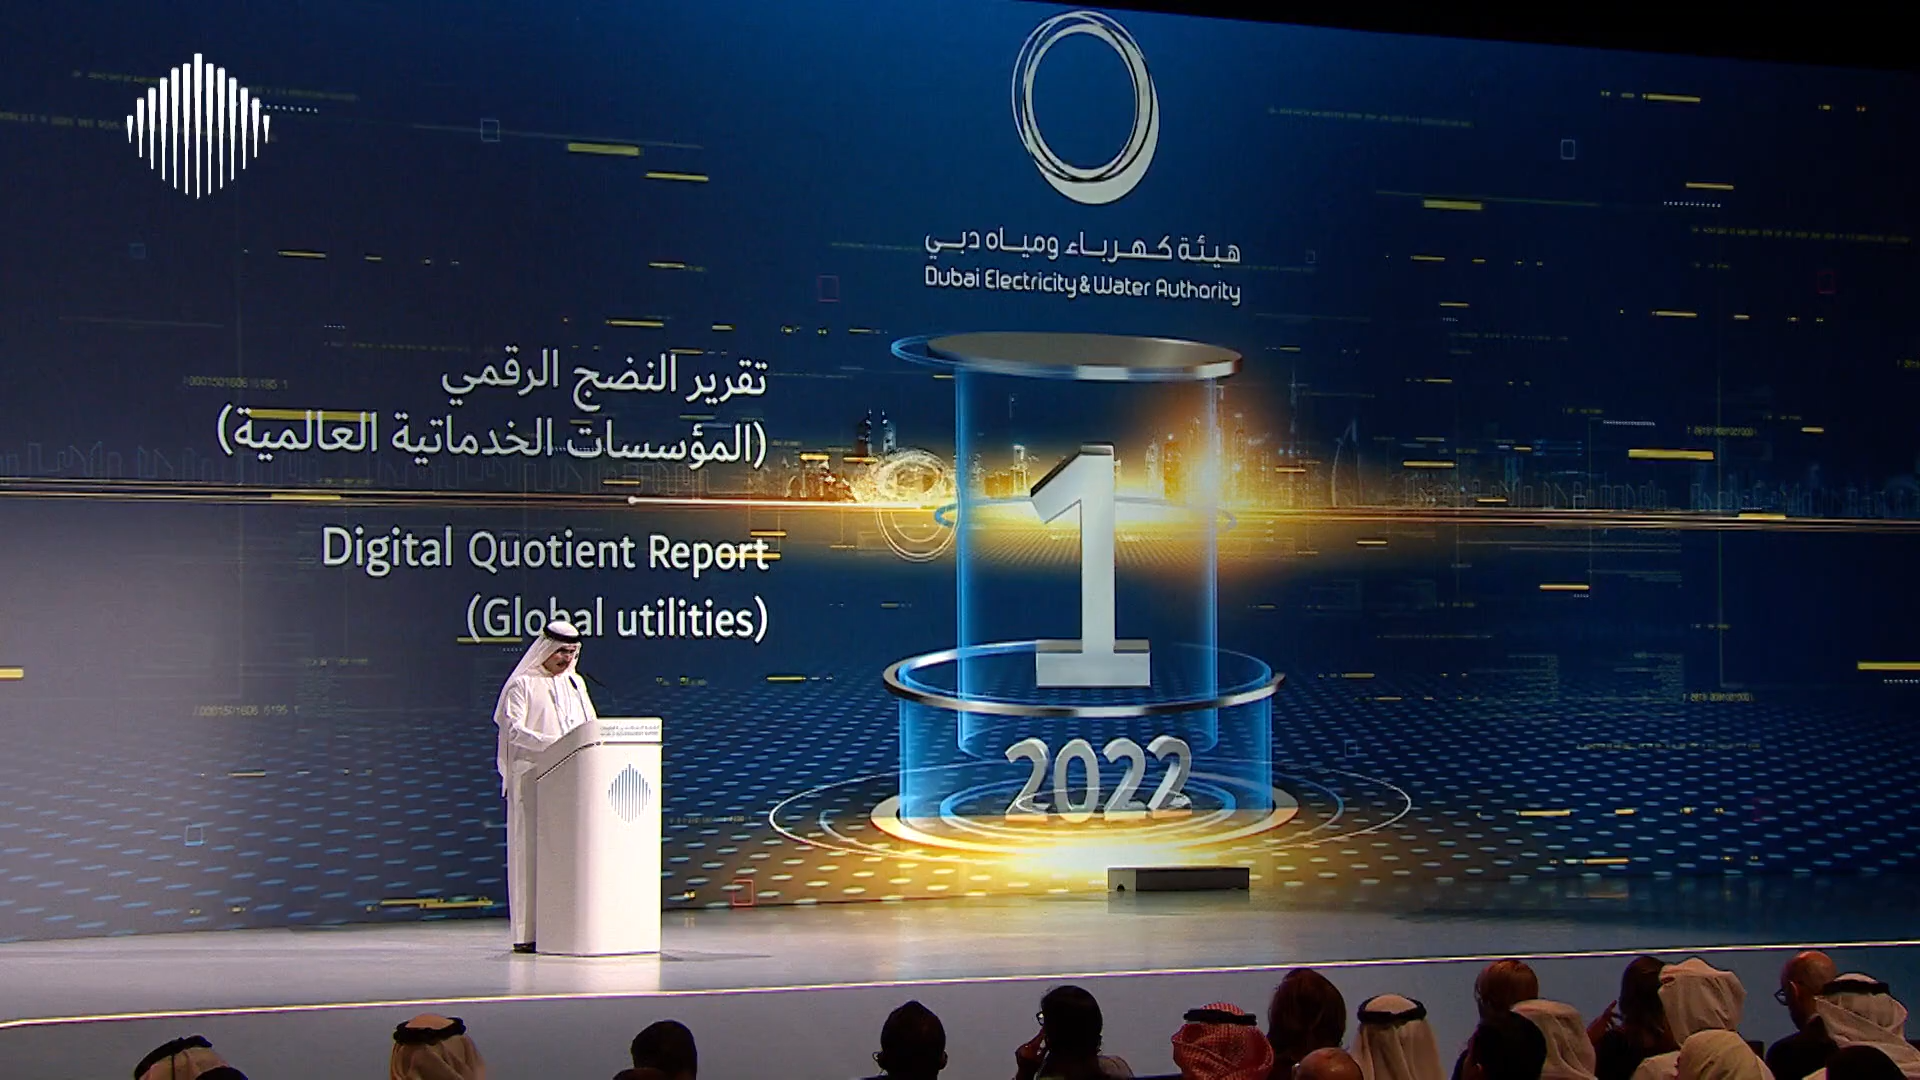 هيئة كهرباء ومياه دبي
Dubai Electricity & Water Authority
تقرير النضج الرقمي
(المؤسسات الخدماتية العالمية)
Digital Quotient Report
(Global utilities)
1
2022